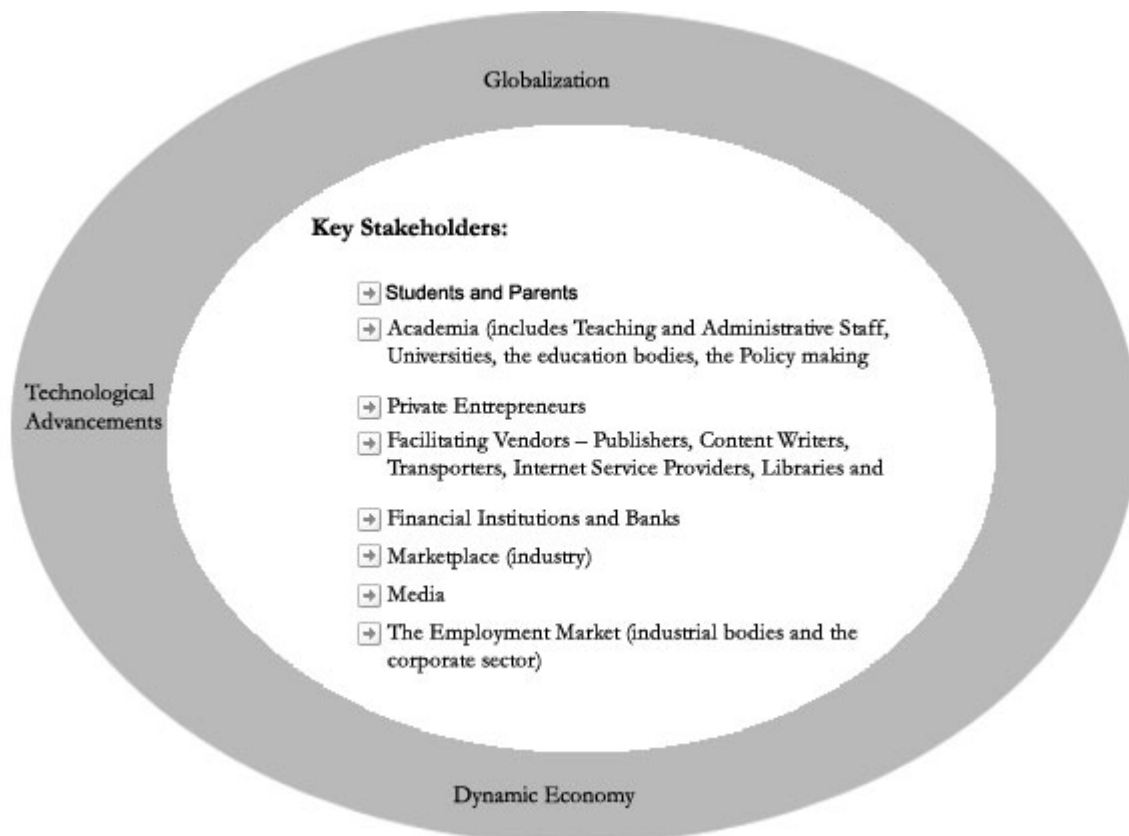 Globalization
Key Stakeholders:
Students and Parents
Academia (includes Teaching and Administrative Staff,
Universities, the education bodies, the Policy making
Technological
Advancements
Private Entrepreneurs
Facilitating Vendors – Publishers, Content Writers,
Transporters, Internet Service Providers, Libraries and
Financial Institutions and Banks
Marketplace (industry)
Media
The Employment Market (industrial bodies and the
corporate sector)
Dynamic Economy